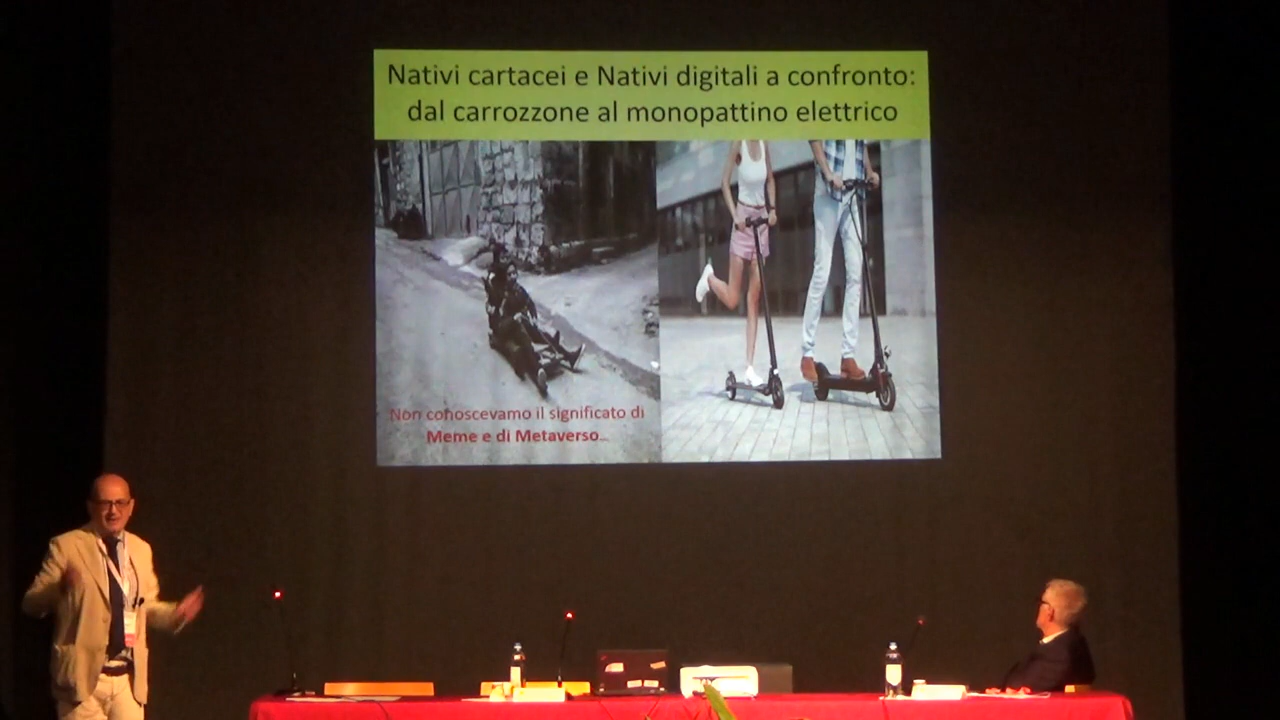 Nativi cartacei e Nativi digitali a confronto:
dal carrozzone al monopattino elettrico
Non conoscevamo il significato di
Meme e di Metaverso...